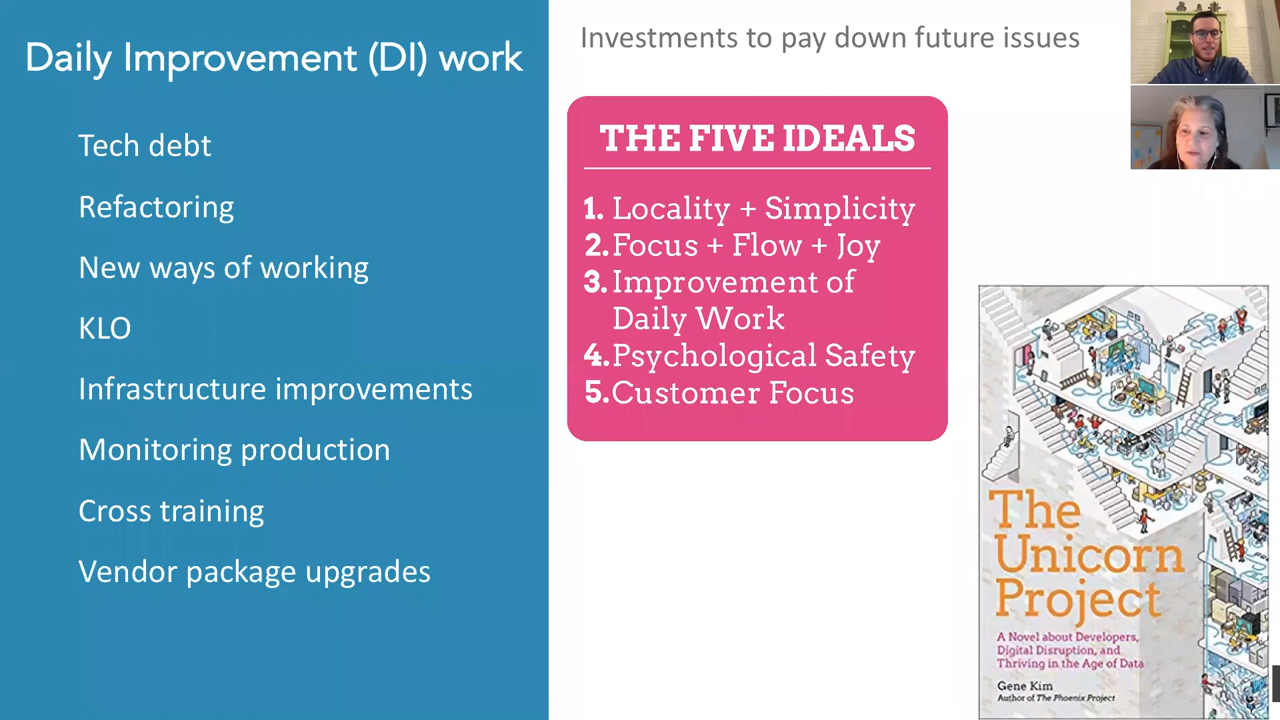 Daily Improvement (DI) work
Tech debt
Refactoring
New ways of working
KLO
Infrastructure improvements
Monitoring production
Cross training
Vendor package upgrades
Investments to pay down future issues
THE FIVE IDEALS
1. Locality + Simplicity
2. Focus + Flow + Joy
3. Improvement of
Daily Work
4. Psychological Safety
5. Customer Focus
The
Unicorn
Project
A Novel about Developers,
Digital Disruption, and
Thriving in the Age of Data
Gene Kim
Author of The Phoenix Project